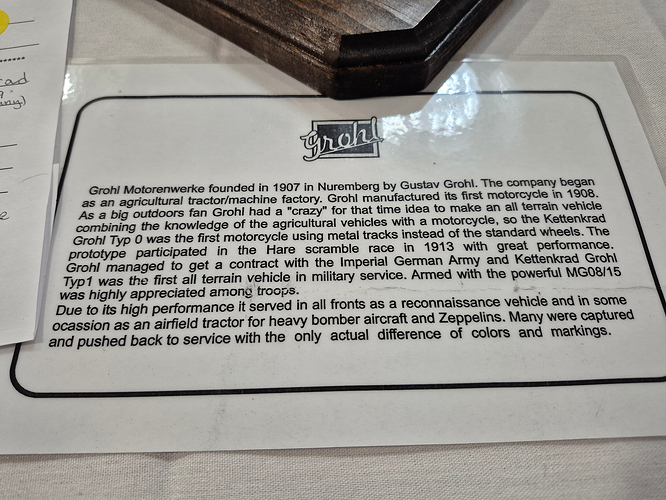 rad
Grohl
Grohl Motorenwerke founded in 1907 in Nuremberg by Gustav Grohl. The company began
as an agricultural tractor/machine factory. Grohl manufactured its first motorcycle in 1908.
As a big outdoors fan Grohl had a "crazy" for that time idea to make an all terrain vehicle
combining the knowledge of the agricultural vehicles with a motorcycle, so the Kettenkrad
Grohl Typ 0 was the first motorcycle using metal tracks instead of the standard wheels. The
prototype participated in the Hare scramble race in 1913 with great performance.
Grohl managed to get a contract with the Imperial German Army and Kettenkrad Grohl
Typ1 was the first all terrain vehicle in military service. Armed with the powerful MG08/15
was highly appreciated among troops.
Due to its high performance it served in all fronts as a reconnaissance vehicle and in some
ocassion as an airfield tractor for heavy bomber aircraft and Zeppelins. Many were captured
and pushed back to service with the only actual difference of colors and markings.